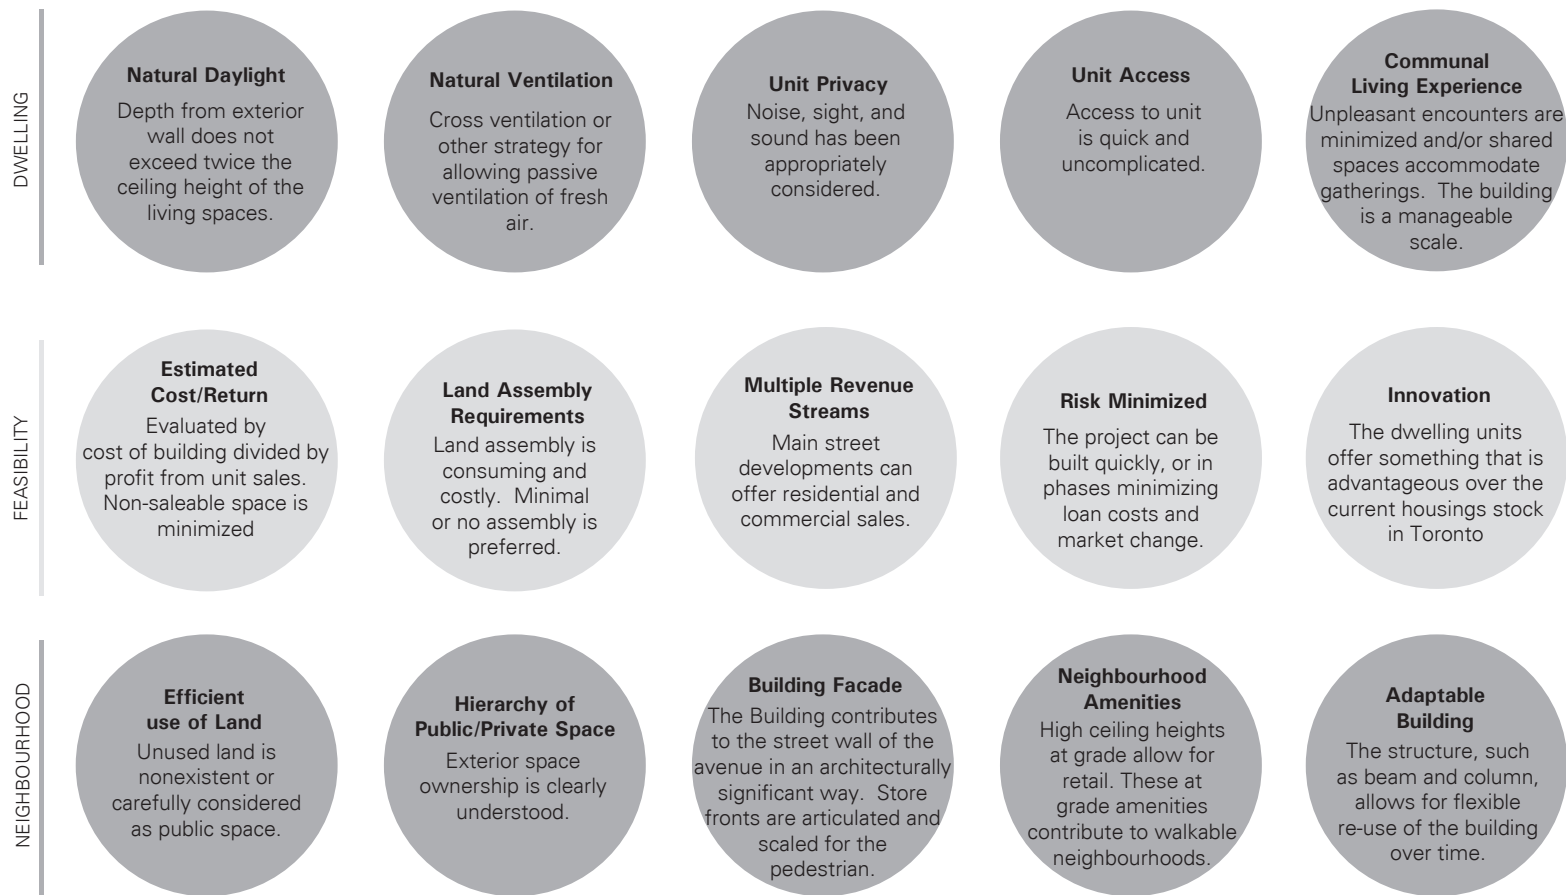 DWELLING
Natural Daylight
Depth from exterior
wall does not
exceed twice the
ceiling height of the
living spaces.
Natural Ventilation
Cross ventilation or
other strategy for
allowing passive
ventilation of fresh
air.
Unit Privacy
Noise, sight, and
sound has been
appropriately
considered.
Unit Access
Access to unit
is quick and
uncomplicated.
Communal
Living Experience
Unpleasant encounters are
minimized and/or shared
spaces accommodate
gatherings.  The building
is a manageable
scale.
FEASIBILITY
Estimated
Cost/Return
Evaluated by
cost of building divided by
profit from unit sales.
Non-saleable space is
minimized
Land Assembly
Requirements
Land assembly is
consuming and
costly.  Minimal
or no assembly is
preferred.
Multiple Revenue
Streams
Main street
developments can
offer residential and
commercial sales.
Risk Minimized
The project can be
built quickly, or in
phases minimizing
loan costs and
market change.
Innovation
The dwelling units
offer something that is
advantageous over the
current housings stock
in Toronto
NEIGHBOURHOOD
Efficient
use of Land
Unused land is
nonexistent or
carefully considered
as public space.
Hierarchy of
Public/Private Space
Exterior space
ownership is clearly
understood.
Building Facade
The Building contributes
to the street wall of the
avenue in an architecturally
significant way.  Store
fronts are articulated and
scaled for the
pedestrian.
Neighbourhood
Amenities
High ceiling heights
at grade allow for
retail. These at
grade amenities
contribute to walkable
neighbourhoods.
Adaptable
Building
The structure, such
as beam and column,
allows for flexible
re-use of the building
over time.